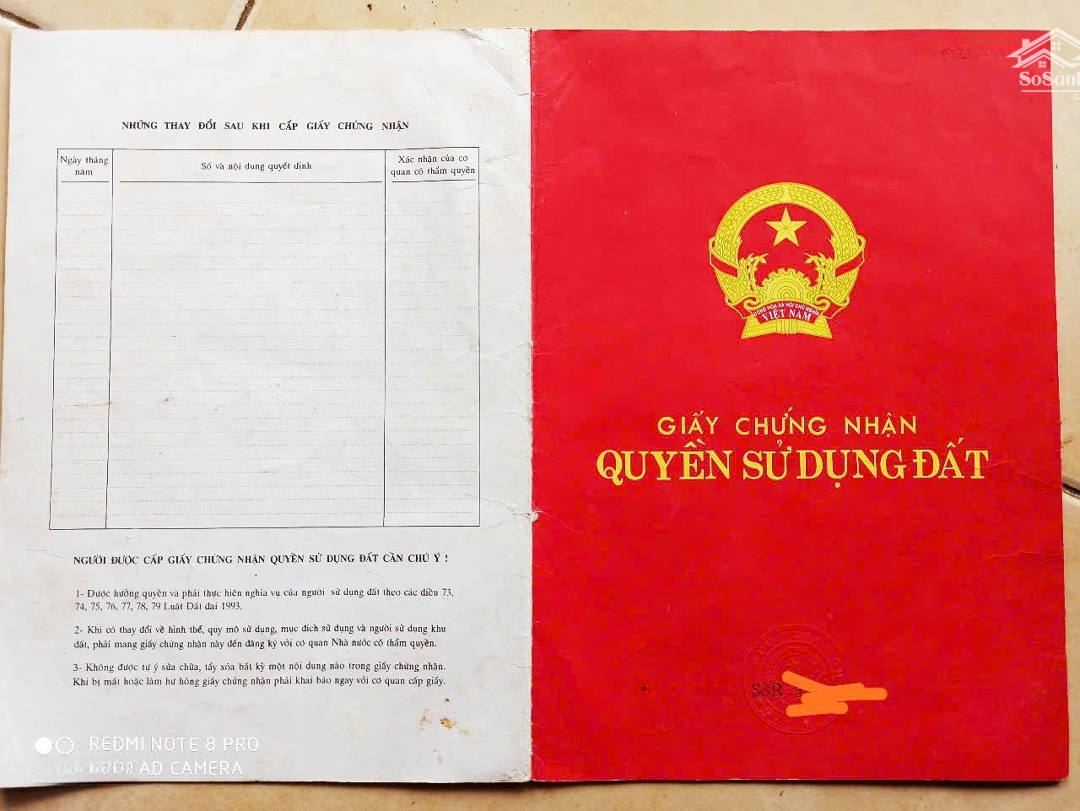 NHỮNG THAY ĐỔI SAU KHI CẤP GIẤY CHỨNG NHẬN
Ngày tháng năm
Số và nội dung quyết định
Xác nhận của cơ quan có thẩm quyền
NGƯỜI ĐƯỢC CẤP GIẤY CHỨNG NHẬN QUYỀN SỬ DỤNG ĐẤT CẦN CHÚ Ý !
1- Được hưởng quyền và phải thực hiện nghĩa vụ của người sử dụng đất theo các điều 73,
74, 75, 76, 77, 78, 79 Luật Đất đai 1993.
2- Khi có thay đổi về hình thể, quy mô sử dụng, mục đích sử dụng và người sử dụng khu
đất, phải mang giấy chứng nhận này đến đăng ký với cơ quan Nhà nước có thẩm quyền.
3- Không được tự ý sửa chữa, tẩy xóa bất kỳ một nội dung nào trong giấy chứng nhận.
Khi bị mất hoặc làm hư hỏng giấy chứng nhận phải khai báo ngay với cơ quan cấp giấy.
REDMI NOTE 8 PRO
AD CAMERA
SoSanh
CỘNG HÒA XÃ HỘI CHỦ NGHĨA
VIỆT NAM
GIẤY CHỨNG NHẬN
QUYỀN SỬ DỤNG ĐẤT
Số R